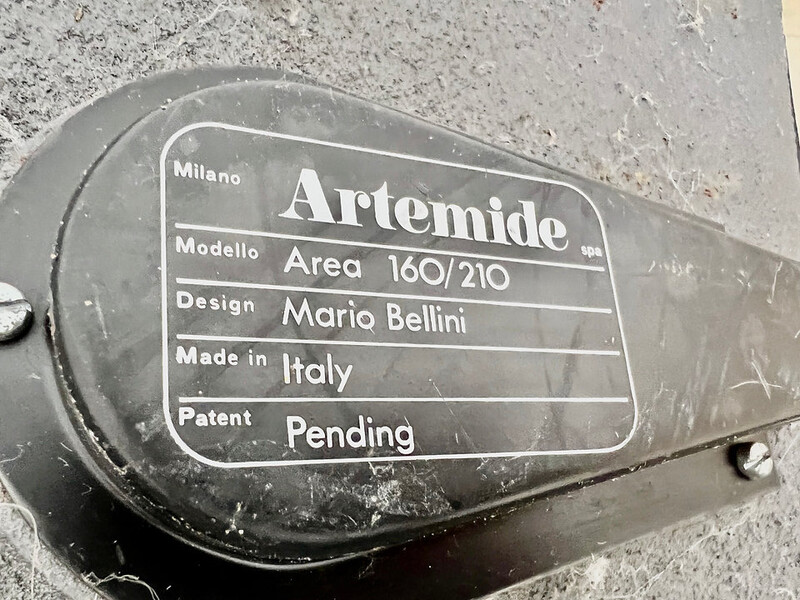 Milano Artemide spa
Modello Area 160/210
Design Mario Bellini
Made in Italy
Patent Pending